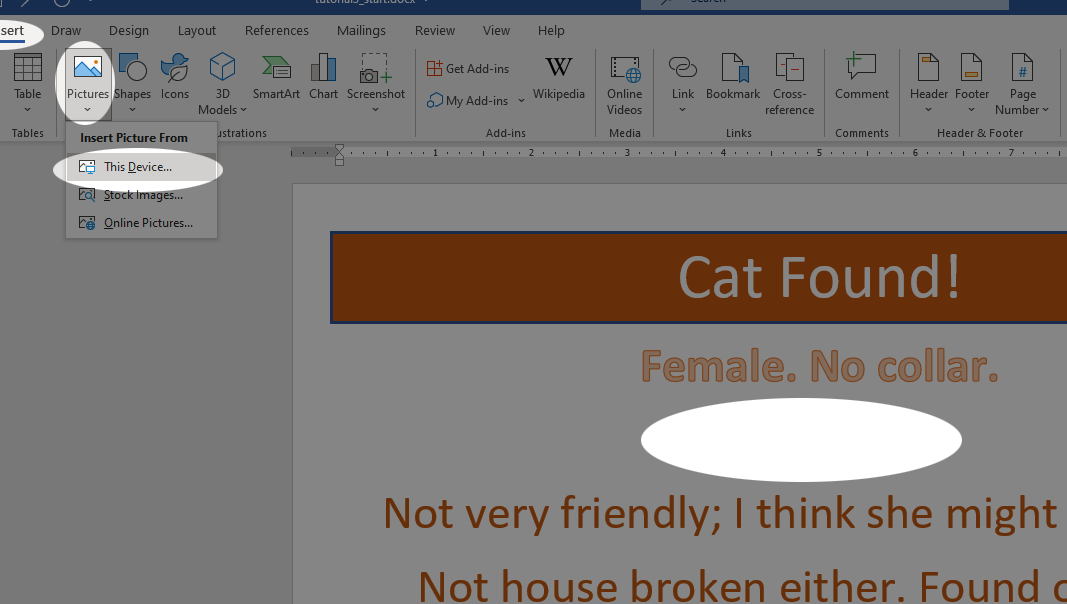 tutorial3_start.docx
Search
sert Draw Design Layout References Mailings Review View Help
Table
Pictures
Shapes
Icons
3D
Models
SmartArt
Chart
Screenshot
Get Add-ins
My Add-ins
Wikipedia
Online
Videos
Link
Bookmark
Cross-
reference
Comment
Header
Footer
Page
Number
Tables
lustrations
Add-ins
Media
Links
Comments
Header & Footer
Insert Picture From
This Device...
Stock Images...
Online Pictures...
1 2 3 4 5 6 7
Cat Found!
Female. No collar.
Not very friendly; I think she might
Not house broken either. Found